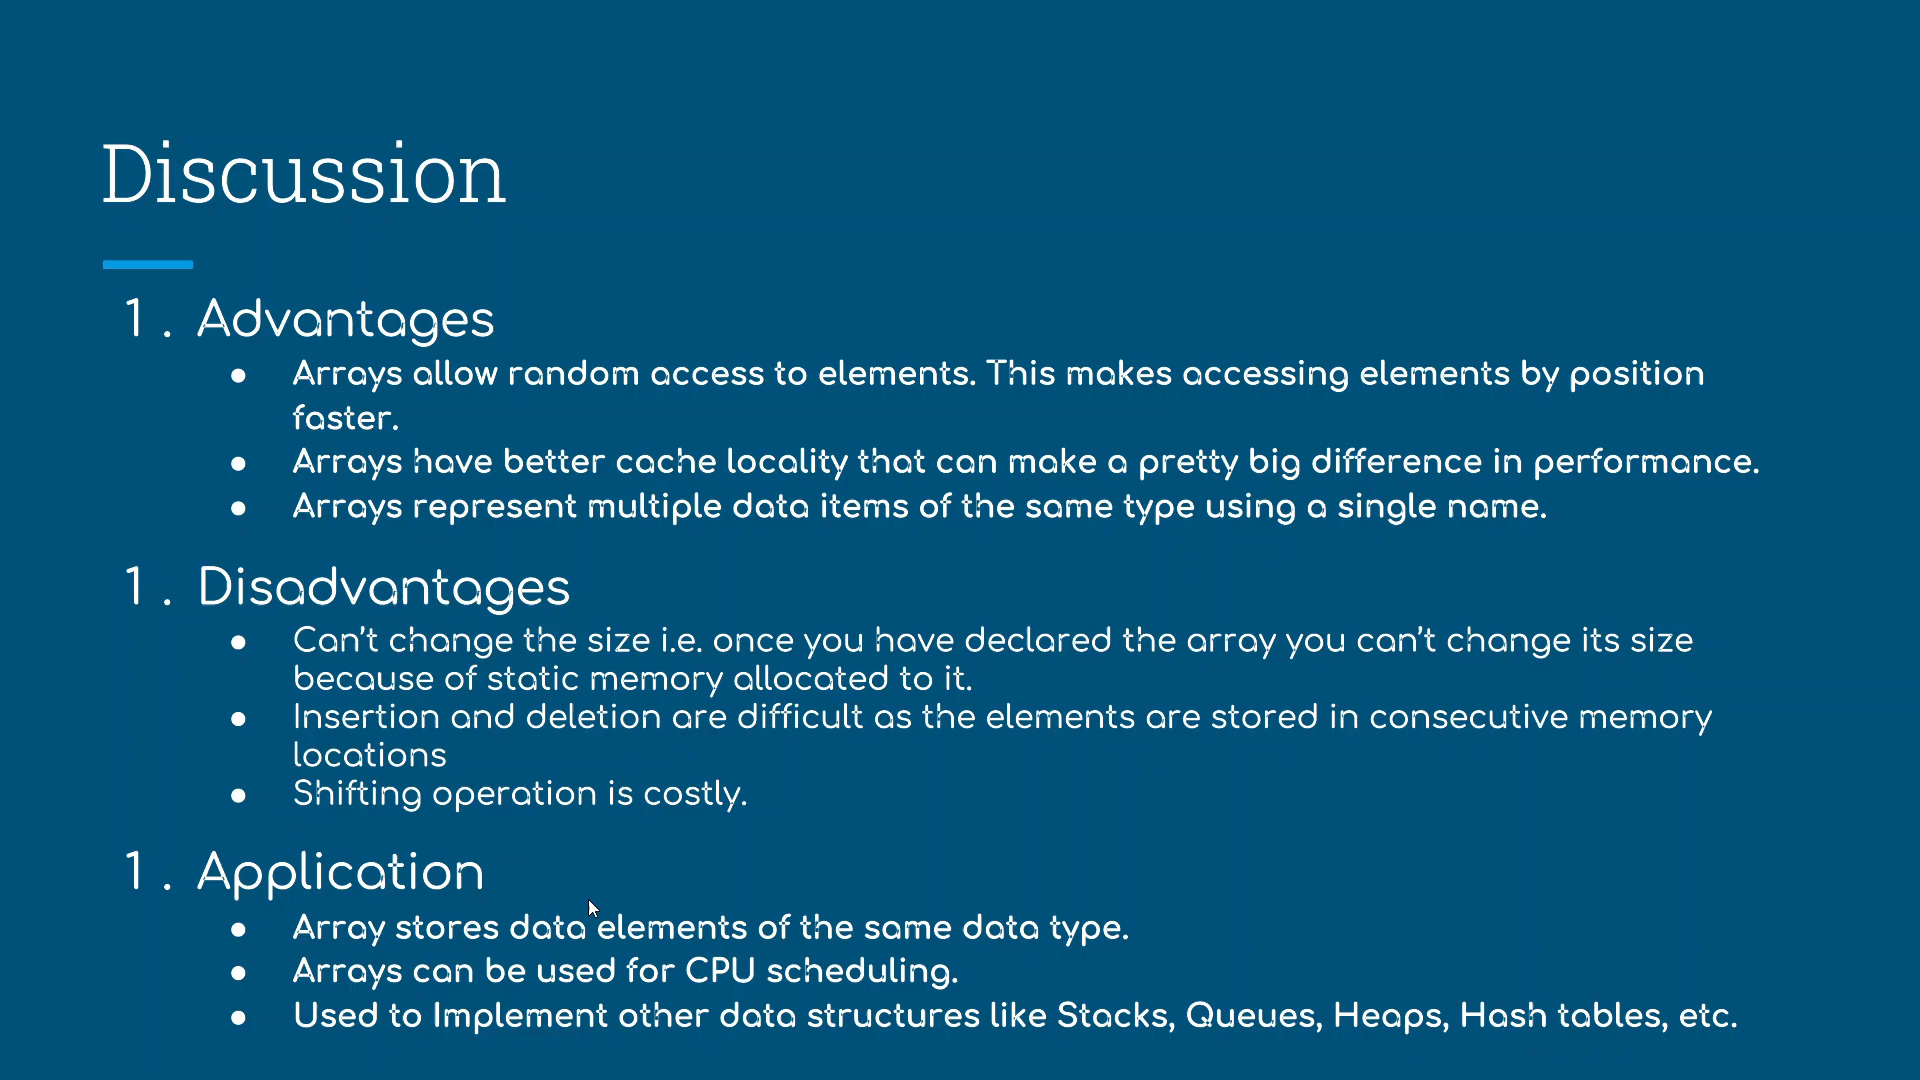 Discussion
1. Advantages
● Arrays allow random access to elements. This makes accessing elements by position
faster.
● Arrays have better cache locality that can make a pretty big difference in performance.
● Arrays represent multiple data items of the same type using a single name.
1. Disadvantages
● Can't change the size i.e. once you have declared the array you can't change its size
because of static memory allocated to it.
● Insertion and deletion are difficult as the elements are stored in consecutive memory
locations
● Shifting operation is costly.
1. Application
● Array stores data elements of the same data type.
● Arrays can be used for CPU scheduling.
● Used to Implement other data structures like Stacks, Queues, Heaps, Hash tables, etc.